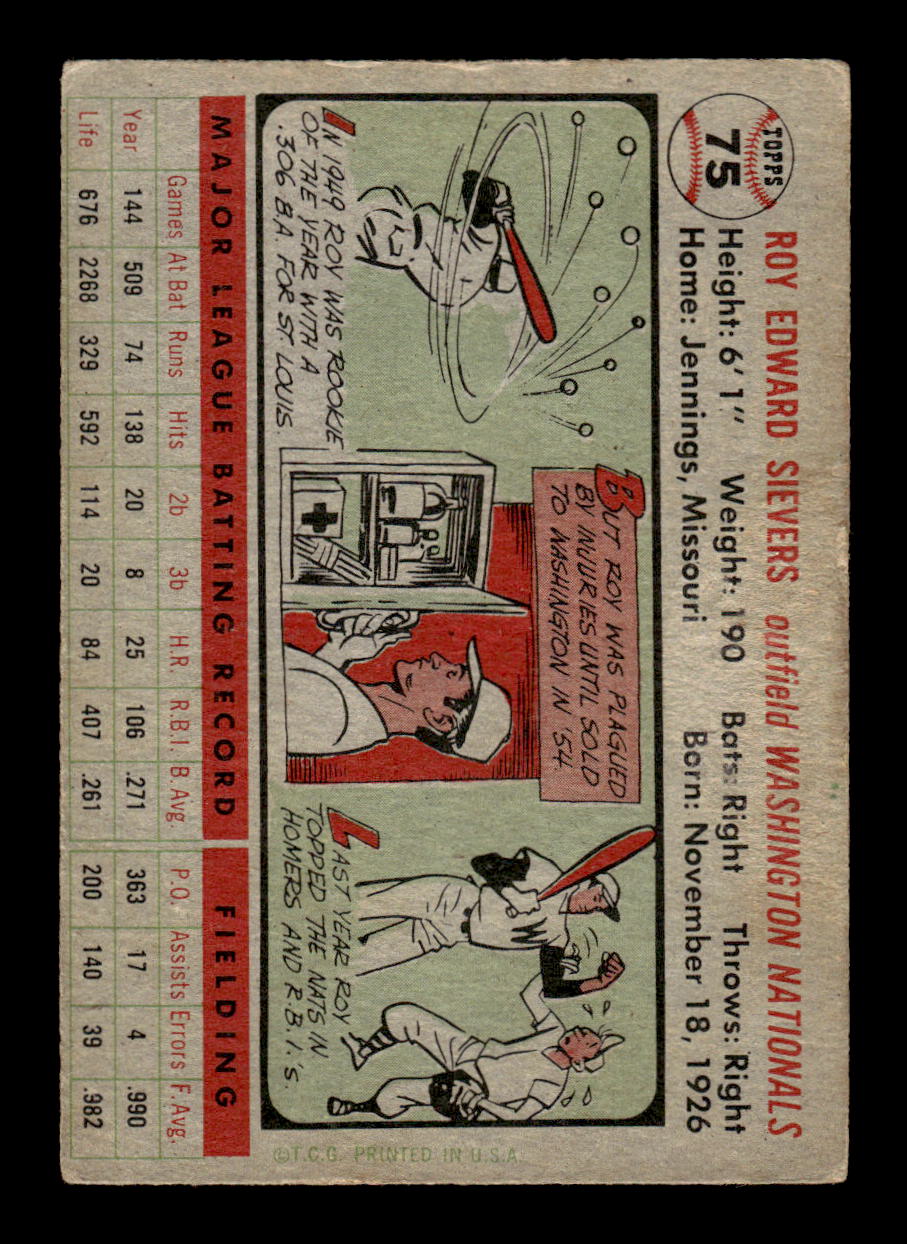 TOPPS
75
ROY EDWARD SIEVERS outfield WASHINGTON NATIONALS
Height: 6' 1" Weight: 190 Bats: Right Throws: Right
Home: Jennings, Missouri Born: November 18, 1926
IN 1949 ROY WAS ROOKIE
OF THE YEAR WITH A
.306 B.A. FOR ST. LOUIS.
BUT ROY WAS PLAGUED
BY INJURIES UNTIL SOLD
TO WASHINGTON IN '54
W
LAST YEAR ROY
TOPPED THE NATS IN
HOMERS AND R.B.I.'s
©T.C.G. PRINTED IN U.S.A.
MAJOR LEAGUE BATTING RECORD FIELDING
Games At Bat Runs Hits 2b 3b H.R R.B.I. B. Avg. P.O. Assists Errors F. Avg.
Year 144 509 74 138 20 8 25 106 .271 363 17 4 .990
Life 676 2268 329 592 114 20 84 407 .261 200 140 39 .982